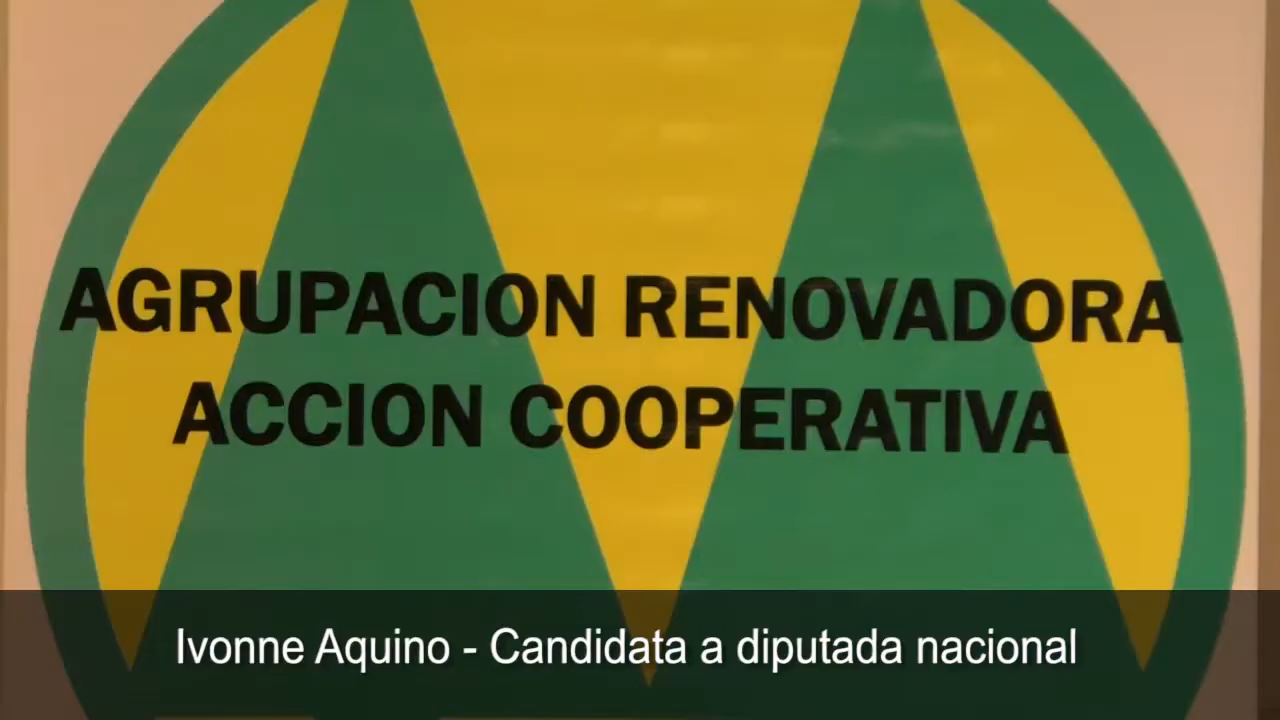 AGRUPACION RENOVADORA
ACCION COOPERATIVA
Ivonne Aquino - Candidata a diputada nacional